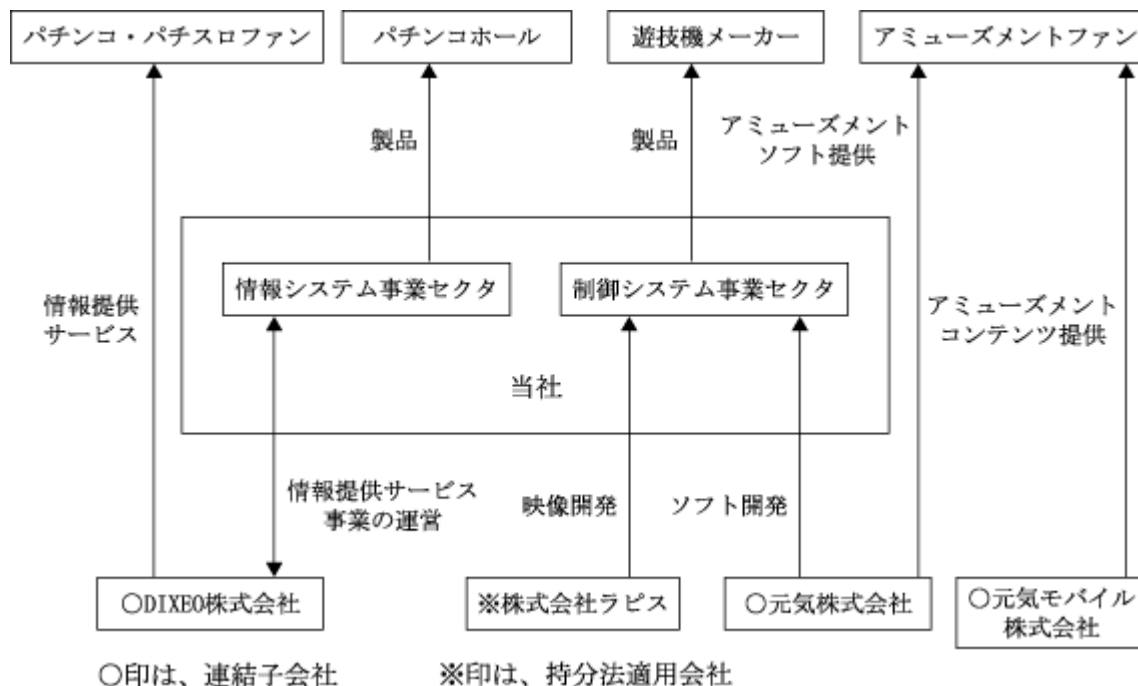 パチンコ・パチスロファン
パチンコホール
遊技機メーカー
アミューズメントファン
製品
製品
アミューズメント
ソフト提供
情報システム事業セクタ
制御システム事業セクタ
情報提供
サービス
アミューズメント
コンテンツ提供
当社
情報提供サービス
事業の運営
映像開発
ソフト開発
○DIXEO株式会社
※株式会社ラピス
○元気株式会社
○元気モバイル
株式会社
○印は、連結子会社
※印は、持分法適用会社